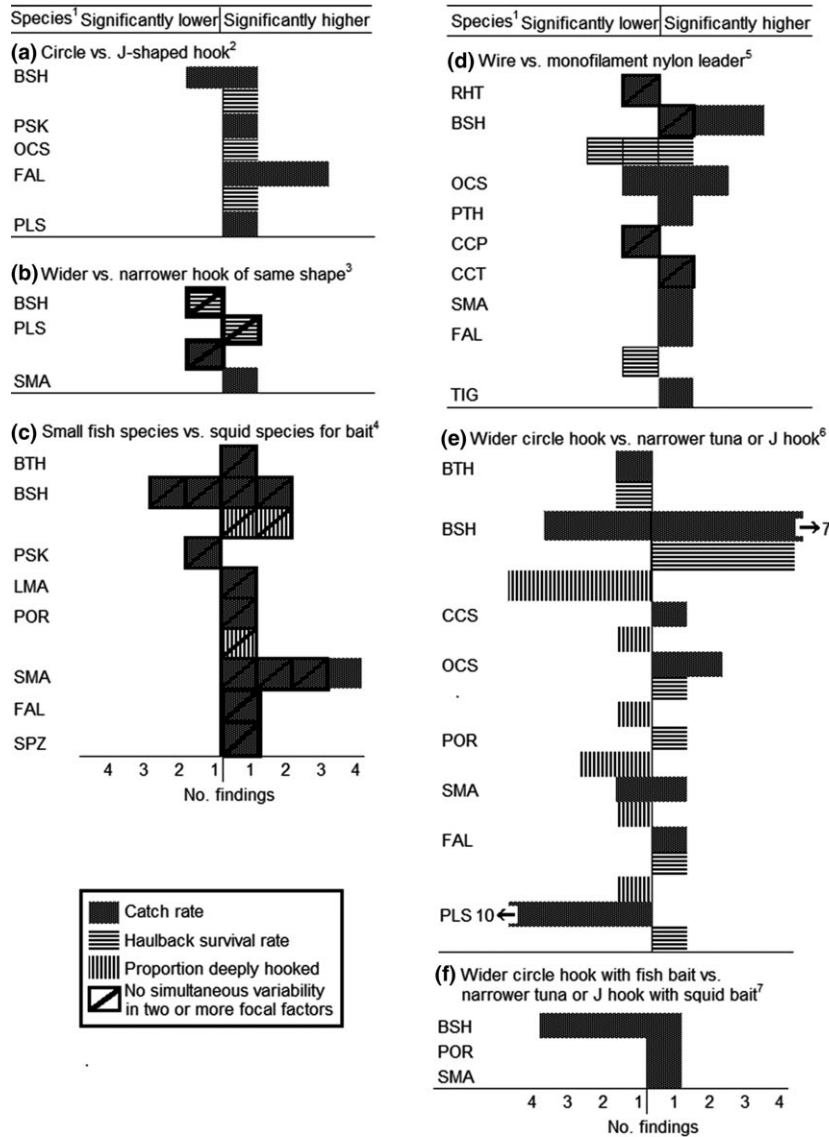 Species¹ Significantly lower Significantly higher
(a) Circle vs. J-shaped hook²
BSH
PSK
OCS
FAL
PLS
(b) Wider vs. narrower hook of same shape³
BSH
PLS
SMA
(c) Small fish species vs. squid species for bait⁴
BTH
BSH
PSK
LMA
POR
SMA
FAL
SPZ
4 3 2 1 1 2 3 4
No. findings
Catch rate
Haulback survival rate
Proportion deeply hooked
No simultaneous variability
in two or more focal factors
Species¹ Significantly lower Significantly higher
(d) Wire vs. monofilament nylon leader⁵
RHT
BSH
OCS
PTH
CCP
CCT
SMA
FAL
TIG
(e) Wider circle hook vs. narrower tuna or J hook⁶
BTH
BSH →7
CCS
OCS
POR
SMA
FAL
PLS 10←
(f) Wider circle hook with fish bait vs.
narrower tuna or J hook with squid bait⁷
BSH
POR
SMA
4 3 2 1 1 2 3 4
No. findings